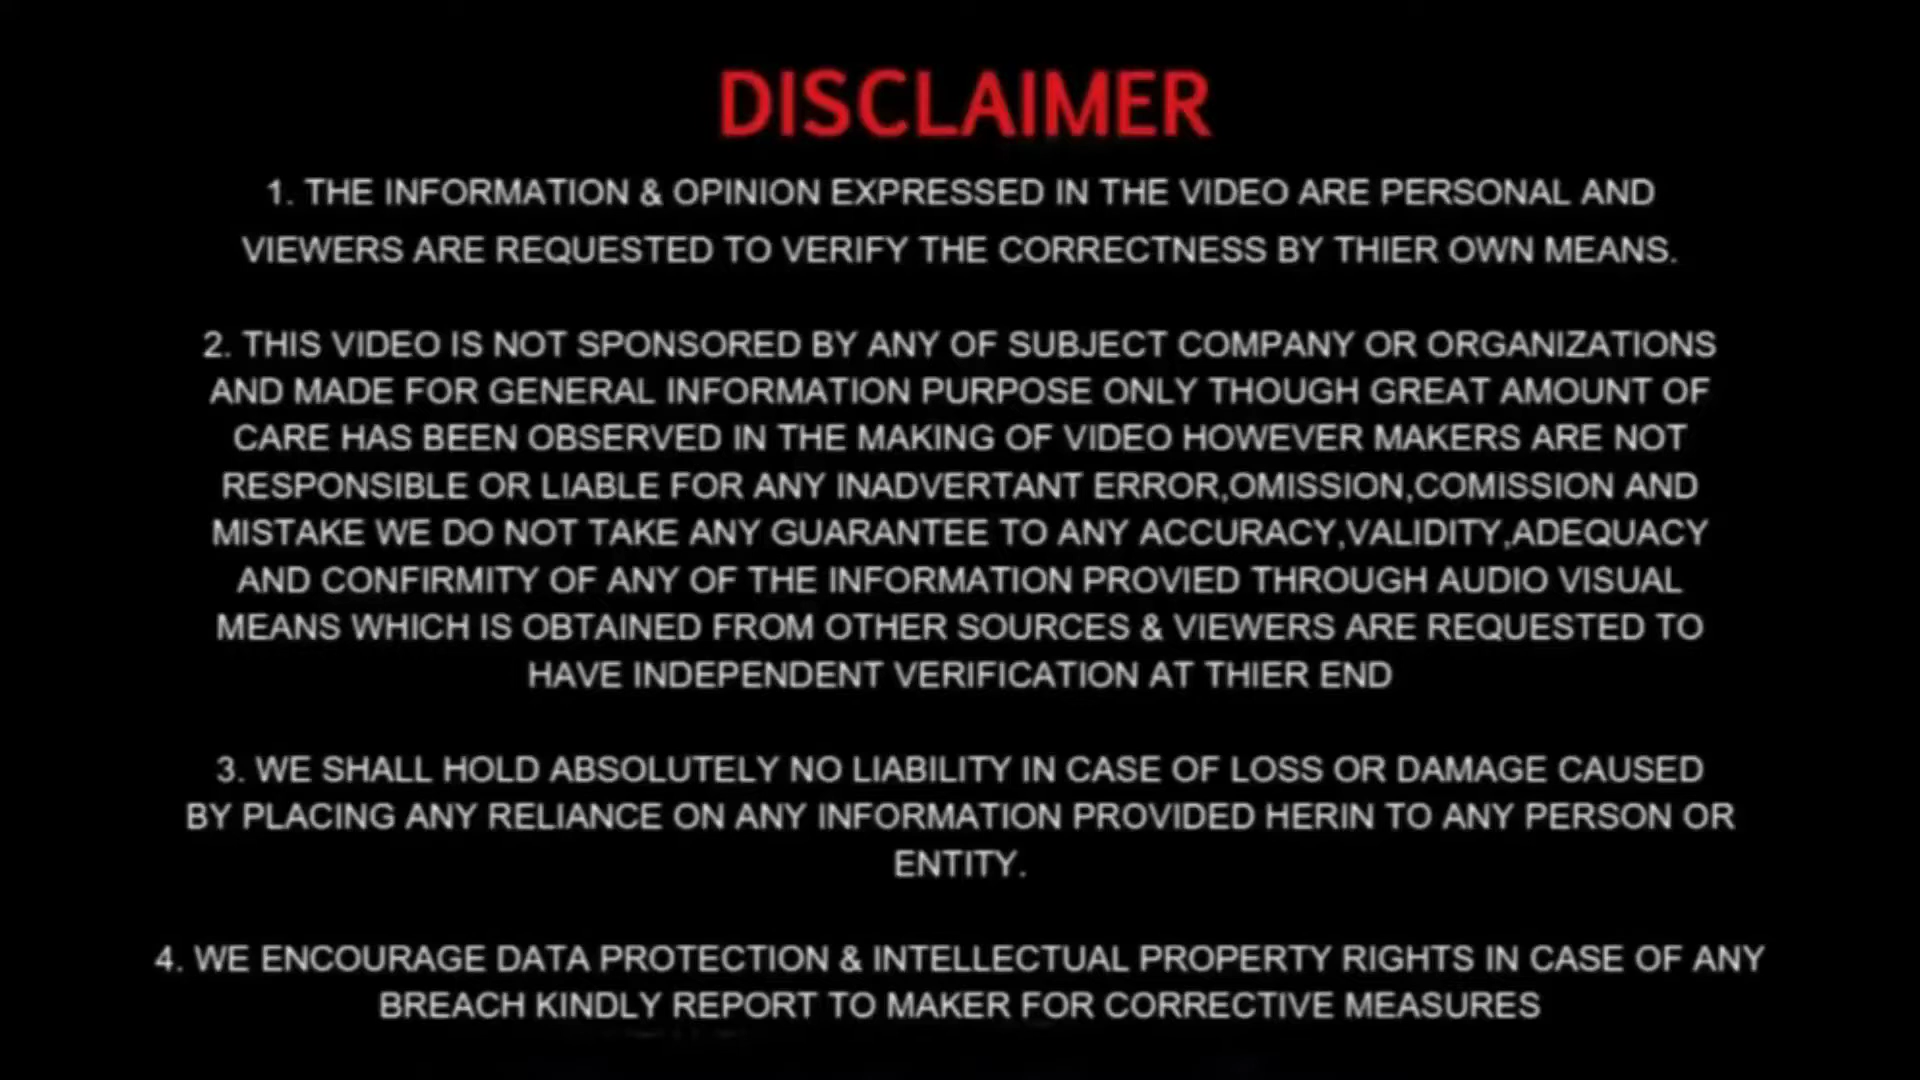 DISCLAIMER
1. THE INFORMATION & OPINION EXPRESSED IN THE VIDEO ARE PERSONAL AND
VIEWERS ARE REQUESTED TO VERIFY THE CORRECTNESS BY THIER OWN MEANS.
2. THIS VIDEO IS NOT SPONSORED BY ANY OF SUBJECT COMPANY OR ORGANIZATIONS
AND MADE FOR GENERAL INFORMATION PURPOSE ONLY THOUGH GREAT AMOUNT OF
CARE HAS BEEN OBSERVED IN THE MAKING OF VIDEO HOWEVER MAKERS ARE NOT
RESPONSIBLE OR LIABLE FOR ANY INADVERTANT ERROR,OMISSION,COMISSION AND
MISTAKE WE DO NOT TAKE ANY GUARANTEE TO ANY ACCURACY,VALIDITY,ADEQUACY
AND CONFIRMITY OF ANY OF THE INFORMATION PROVIED THROUGH AUDIO VISUAL
MEANS WHICH IS OBTAINED FROM OTHER SOURCES & VIEWERS ARE REQUESTED TO
HAVE INDEPENDENT VERIFICATION AT THIER END
3. WE SHALL HOLD ABSOLUTELY NO LIABILITY IN CASE OF LOSS OR DAMAGE CAUSED
BY PLACING ANY RELIANCE ON ANY INFORMATION PROVIDED HERIN TO ANY PERSON OR
ENTITY.
4. WE ENCOURAGE DATA PROTECTION & INTELLECTUAL PROPERTY RIGHTS IN CASE OF ANY
BREACH KINDLY REPORT TO MAKER FOR CORRECTIVE MEASURES